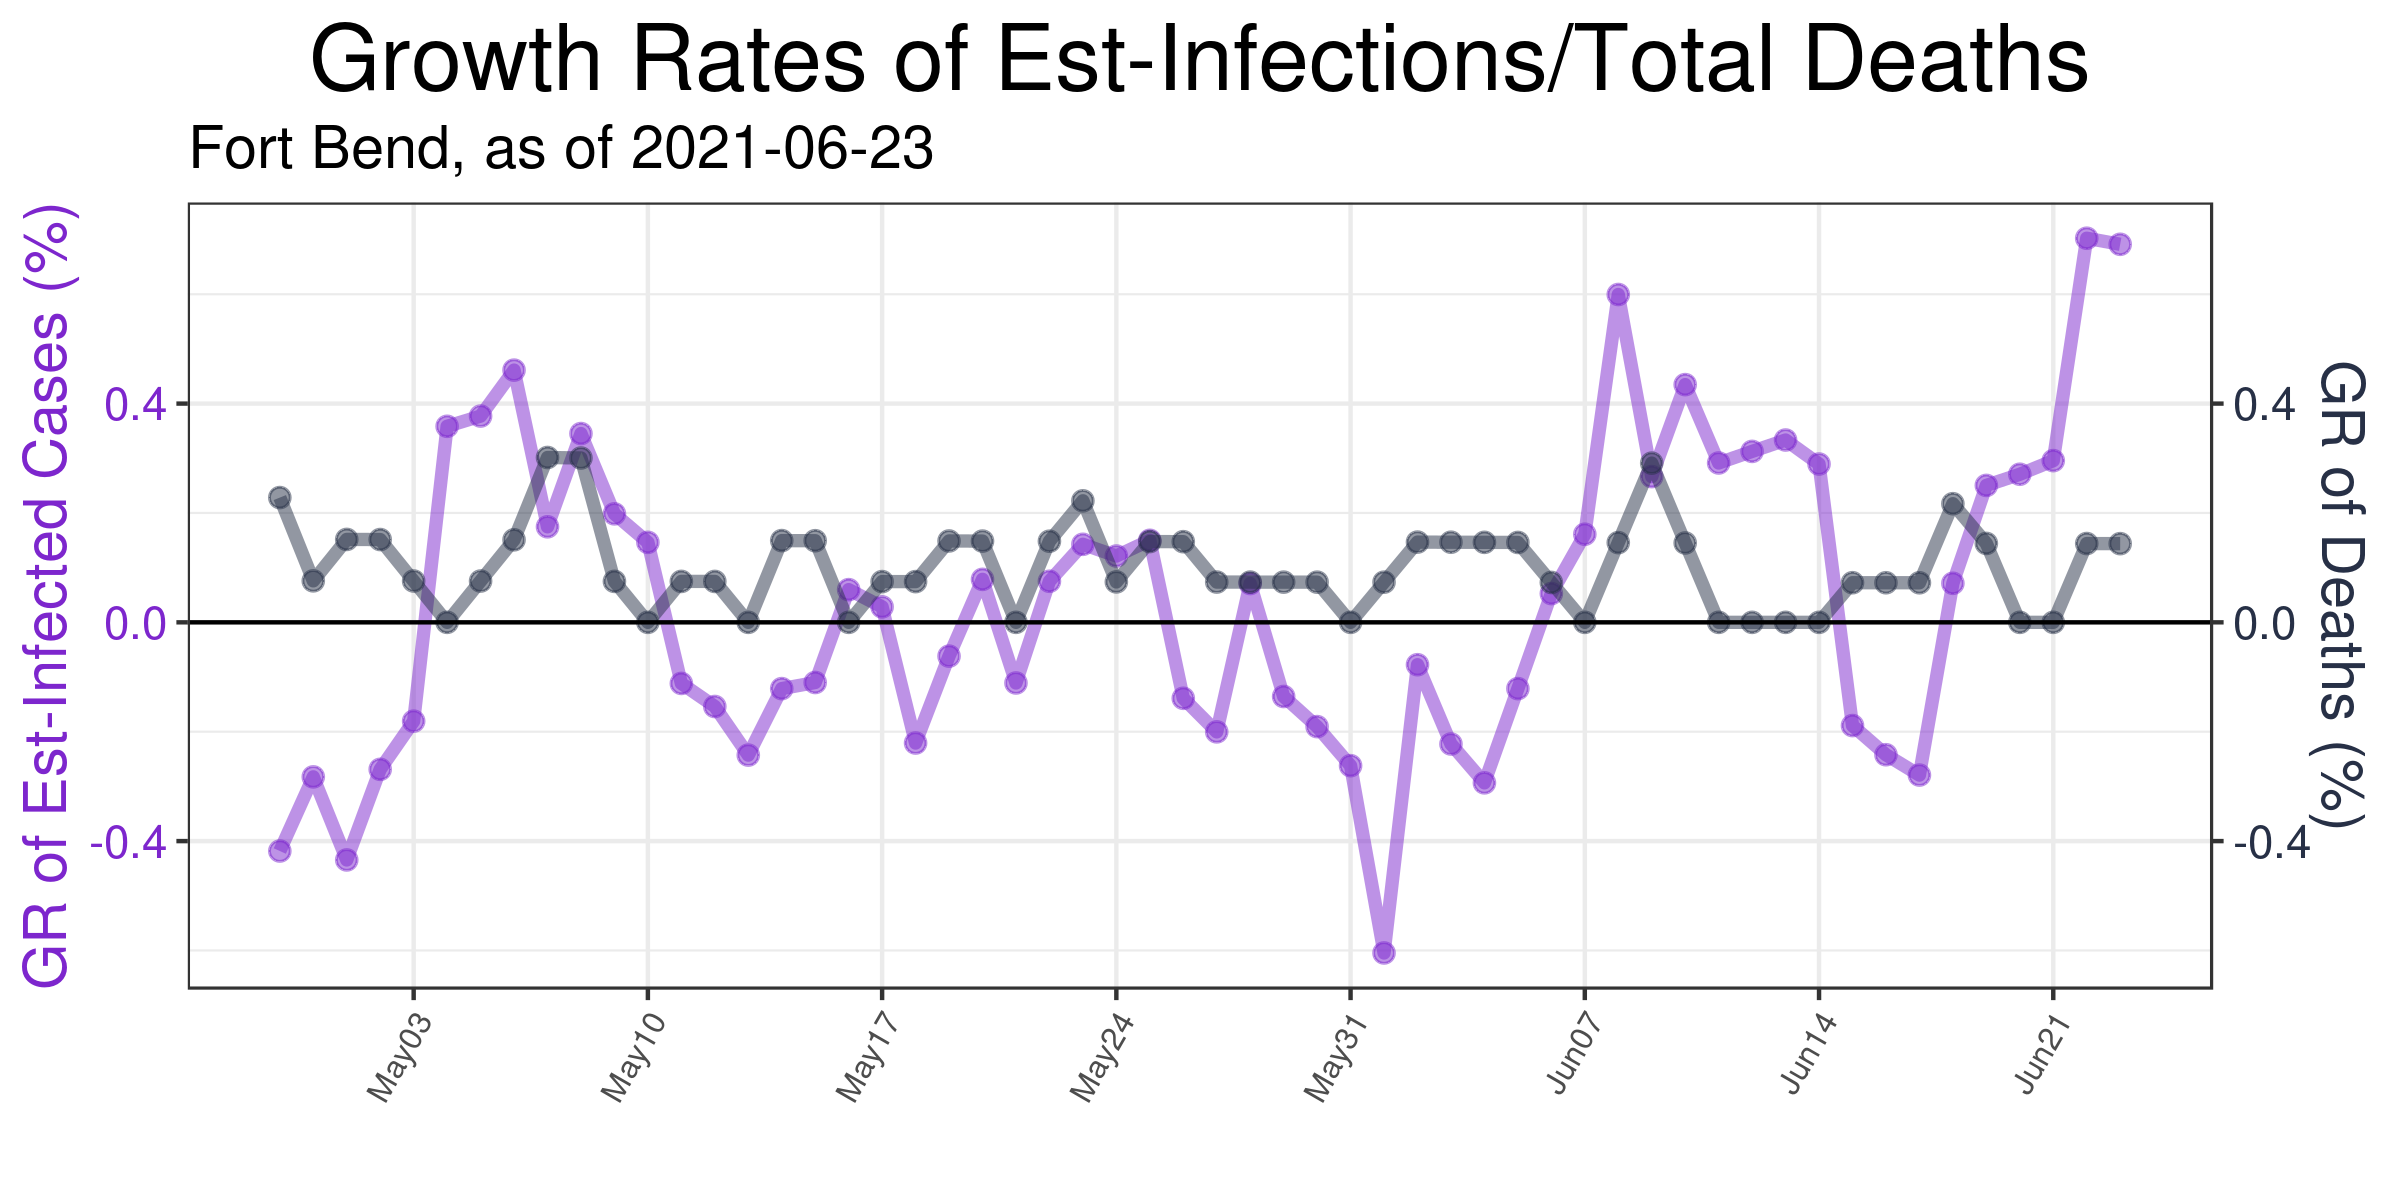 Growth Rates of Est-Infections/Total Deaths
Fort Bend, as of 2021-06-23
GR of Est-Infected Cases (%)
0.4
0.0
-0.4
0.4
0.0
-0.4
GR of Deaths (%)
May03
May10
May17
May24
May31
Jun07
Jun14
Jun21